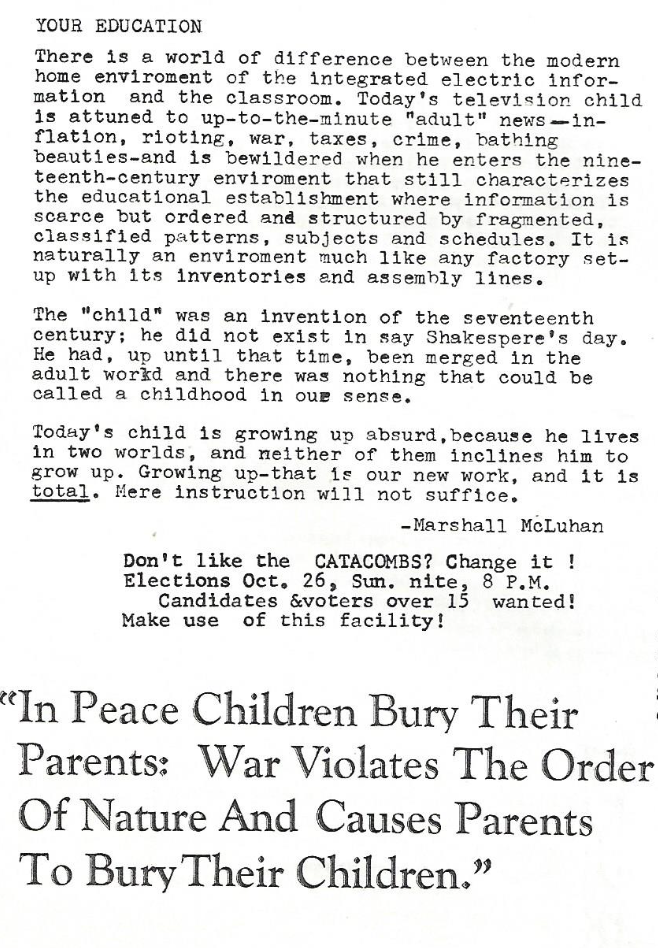 YOUR EDUCATION
There is a world of difference between the modern
home enviroment of the integrated electric infor-
mation and the classroom. Today's television child
is attuned to up-to-the-minute "adult" news—in-
flation, rioting, war, taxes, crime, bathing
beauties-and is bewildered when he enters the nine-
teenth-century enviroment that still characterizes
the educational establishment where information is
scarce but ordered and structured by fragmented,
classified patterns, subjects and schedules. It is
naturally an enviroment much like any factory set-
up with its inventories and assembly lines.
The "child" was an invention of the seventeenth
century; he did not exist in say Shakespere's day.
He had, up until that time, been merged in the
adult world and there was nothing that could be
called a childhood in our sense.
Today's child is growing up absurd,because he lives
in two worlds, and neither of them inclines him to
grow up. Growing up-that is our new work, and it is
total. Mere instruction will not suffice.
-Marshall McLuhan
Don't like the CATACOMBS? Change it !
Elections Oct. 26, Sun. nite, 8 P.M.
Candidates &voters over 15 wanted!
Make use of this facility!
"In Peace Children Bury Their
Parents: War Violates The Order
Of Nature And Causes Parents
To Bury Their Children."